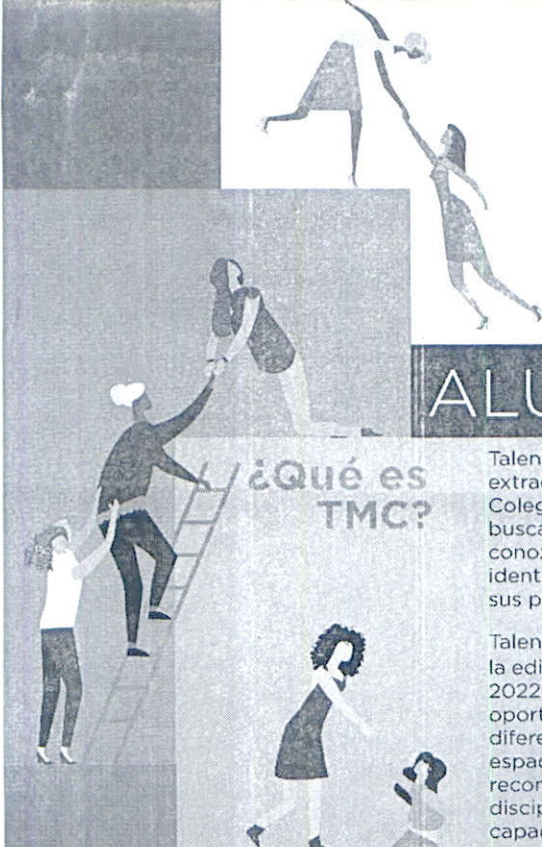 ALU
¿Qué es
TMC?
Talen
extrac
Coleg
busca
conoz
ident
sus p
Talen
la edi
2022
oport
difere
espac
recon
discip
capac